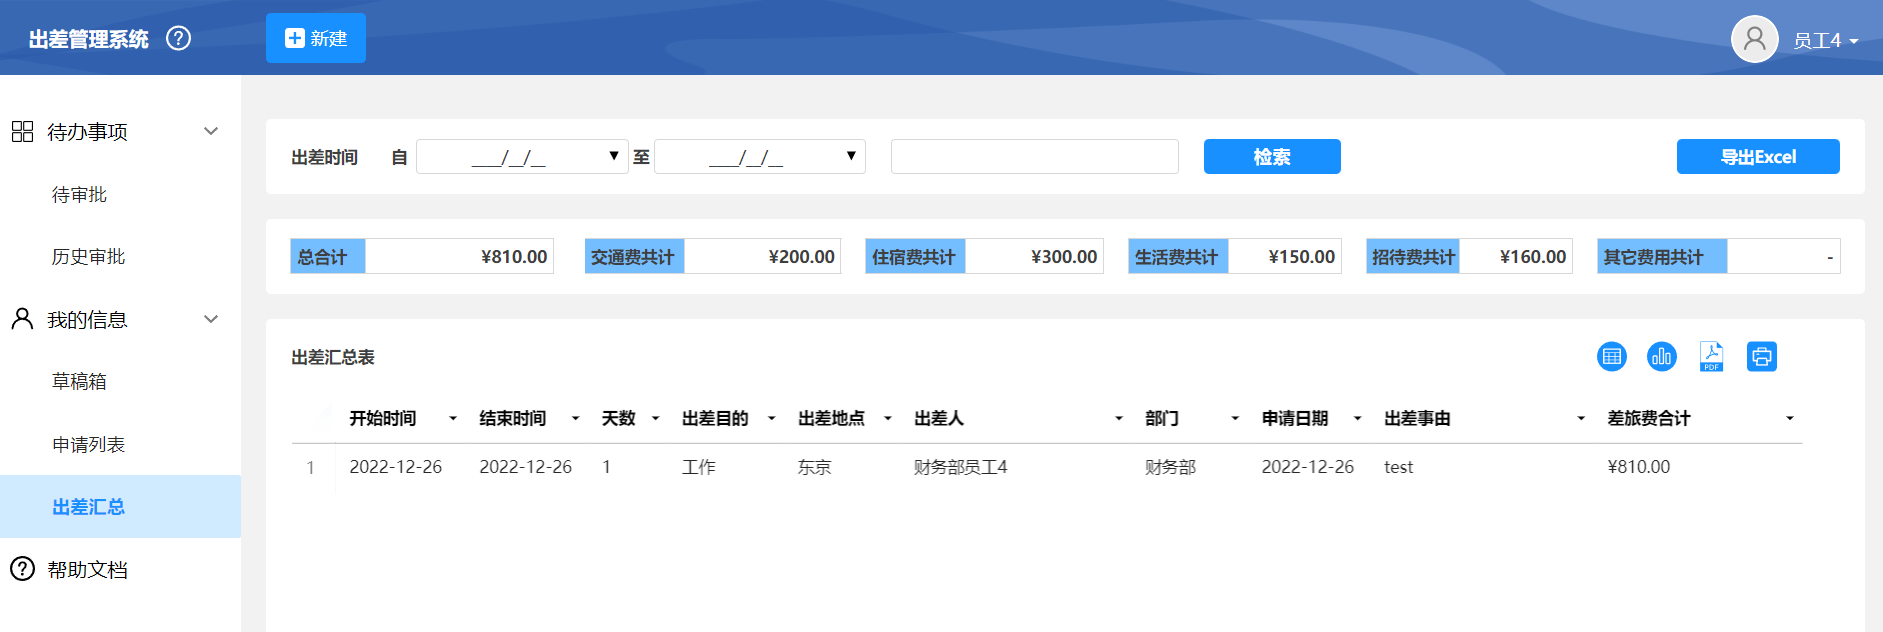 出差管理系统 ? 新建 员工4
待办事项
待审批
历史审批
我的信息
草稿箱
申请列表
出差汇总
? 帮助文档
出差时间 自 ____/__/__ 至 ____/__/__ 检索 导出Excel
总合计 ¥810.00 交通费共计 ¥200.00 住宿费共计 ¥300.00 生活费共计 ¥150.00 招待费共计 ¥160.00 其它费用共计 -
出差汇总表 PDF
开始时间 结束时间 天数 出差目的 出差地点 出差人 部门 申请日期 出差事由 差旅费合计
1 2022-12-26 2022-12-26 1 工作 东京 财务部员工4 财务部 2022-12-26 test ¥810.00